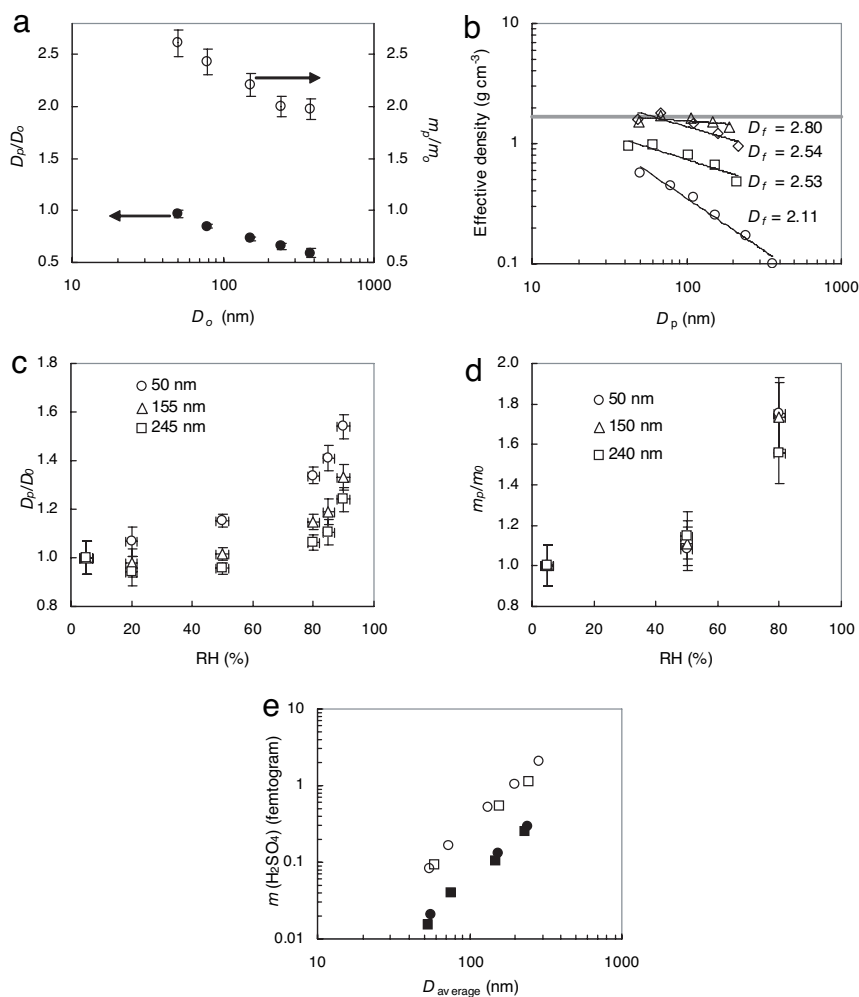 a
2.5
2.0
1.5
1.0
0.5
Dp/Do
2.5
2.0
1.5
1.0
0.5
mp/mo
10
100
1000
Do (nm)
b
10
1
0.1
Effective density (g cm-3)
Df = 2.80
Df = 2.54
Df = 2.53
Df = 2.11
10
100
1000
Dp (nm)
c
1.8
1.6
1.4
1.2
1.0
0.8
Dp/D0
50 nm
155 nm
245 nm
0
20
40
60
80
100
RH (%)
d
2.0
1.8
1.6
1.4
1.2
1.0
0.8
mp/m0
50 nm
150 nm
240 nm
0
20
40
60
80
100
RH (%)
e
10
1
0.1
0.01
m (H2SO4) (femtogram)
10
100
1000
Daverage (nm)